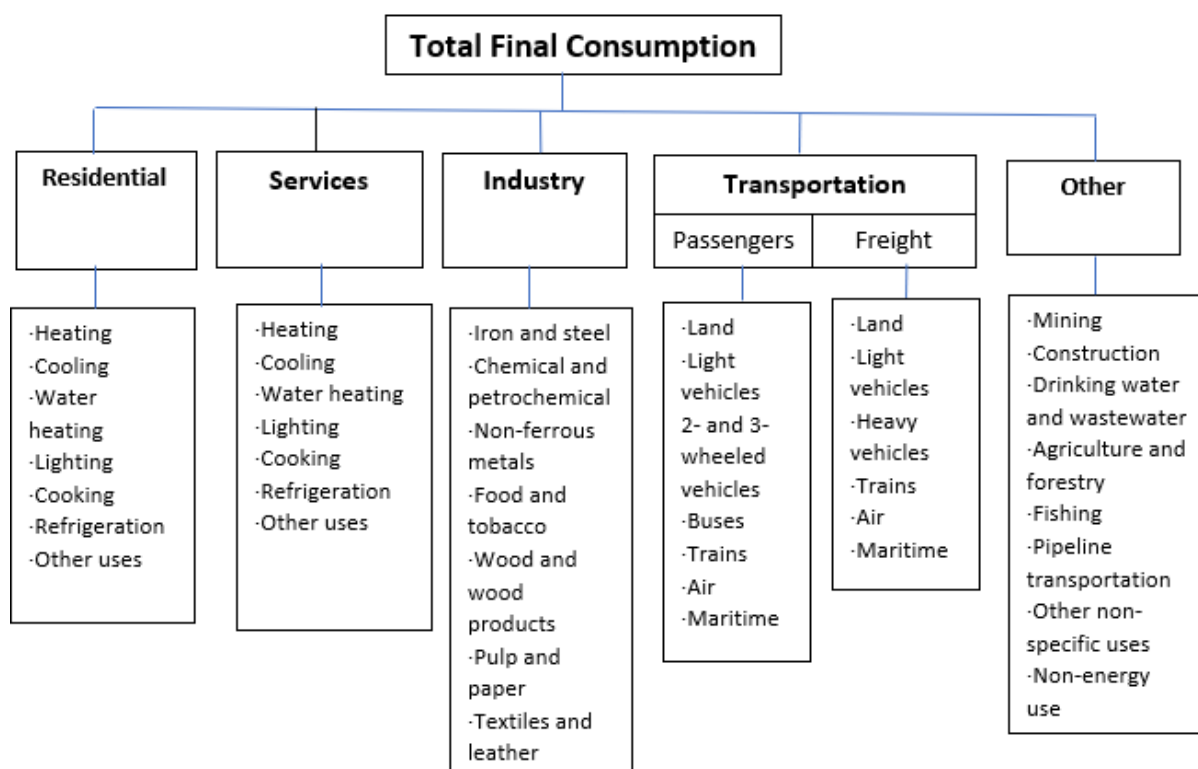 Total Final Consumption
Residential
Services
Industry
Transportation
Passengers
Freight
Other
·Heating
·Cooling
·Water
heating
·Lighting
·Cooking
·Refrigeration
·Other uses
·Heating
·Cooling
·Water heating
·Lighting
·Cooking
·Refrigeration
·Other uses
·Iron and steel
·Chemical and
petrochemical
·Non-ferrous
metals
·Food and
tobacco
·Wood and
wood
products
·Pulp and
paper
·Textiles and
leather
·Land
·Light
vehicles
2- and 3-
wheeled
vehicles
·Buses
·Trains
·Air
·Maritime
·Land
·Light
vehicles
·Heavy
vehicles
·Trains
·Air
·Maritime
·Mining
·Construction
·Drinking water
and wastewater
·Agriculture and
forestry
·Fishing
·Pipeline
transportation
·Other non-
specific uses
·Non-energy
use